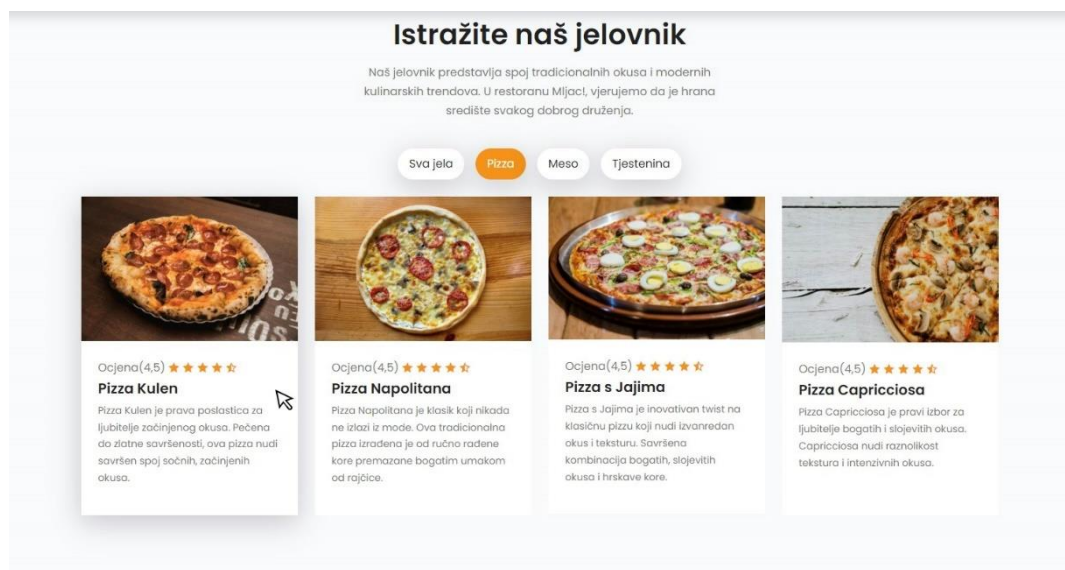 Istražite naš jelovnik
Naš jelovnik predstavlja spoj tradicionalnih okusa i modernih
kulinarskih trendova. U restoranu Mljac!, vjerujemo da je hrana
središte svakog dobrog druženja.
Sva jela
Pizza
Meso
Tjestenina
Ocjena(4,5)
Pizza Kulen
Pizza Kulen je prava poslastica za
ljubitelje začinjenog okusa. Pečena
do zlatne savršenosti, ova pizza nudi
savršen spoj sočnih, začinjenih
okusa.
Ocjena(4,5)
Pizza Napolitana
Pizza Napolitana je klasik koji nikada
ne izlazi iz mode. Ova tradicionalna
pizza izrađena je od ručno rađene
kore premazane bogatim umakom
od rajčice.
Ocjena(4,5)
Pizza s Jajima
Pizza s Jajima je inovativan twist na
klasičnu pizzu koji nudi izvanredan
okus i teksturu. Savršena
kombinacija bogatih, slojevitih
okusa i hrskave kore.
Ocjena(4,5)
Pizza Capricciosa
Pizza Capricciosa je pravi izbor za
ljubitelje bogatih i slojevitih okusa.
Capricciosa nudi raznolikost
tekstura i intenzivnih okusa.